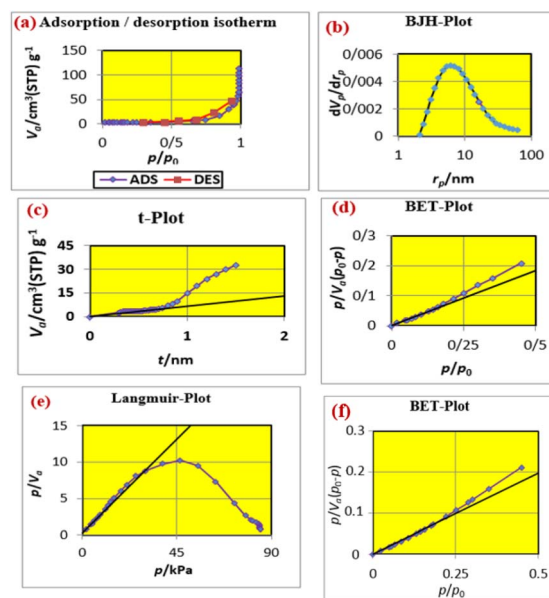 (a) Adsorption / desorption isotherm
Va/cm3(STP) g-1
150
100
50
0
0 0/5 1
p/p0
ADS DES
(b) BJH-Plot
dVp/drp
0/006
0/004
0/002
0
1 10 100
rp/nm
(c) t-Plot
Va/cm3(STP) g-1
45
30
15
0
0 1 2
t/nm
(d) BET-Plot
p/Va(p0-p)
0/3
0/2
0/1
0
0 0/25 0/5
p/p0
(e) Langmuir-Plot
p/Va
15
10
5
0
0 45 90
p/kPa
(f) BET-Plot
p/Va(p0-p)
0.3
0.2
0.1
0
0 0.25 0.5
p/p0